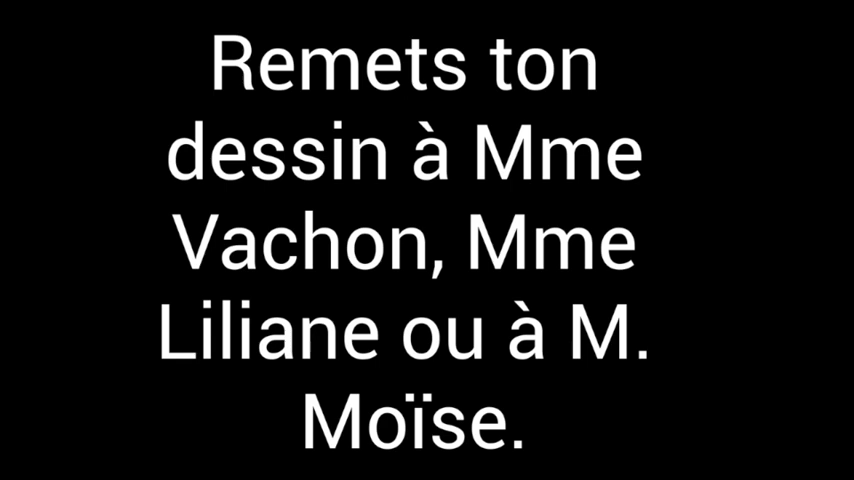 Remets ton
dessin à Mme
Vachon, Mme
Liliane ou à M.
Moïse.